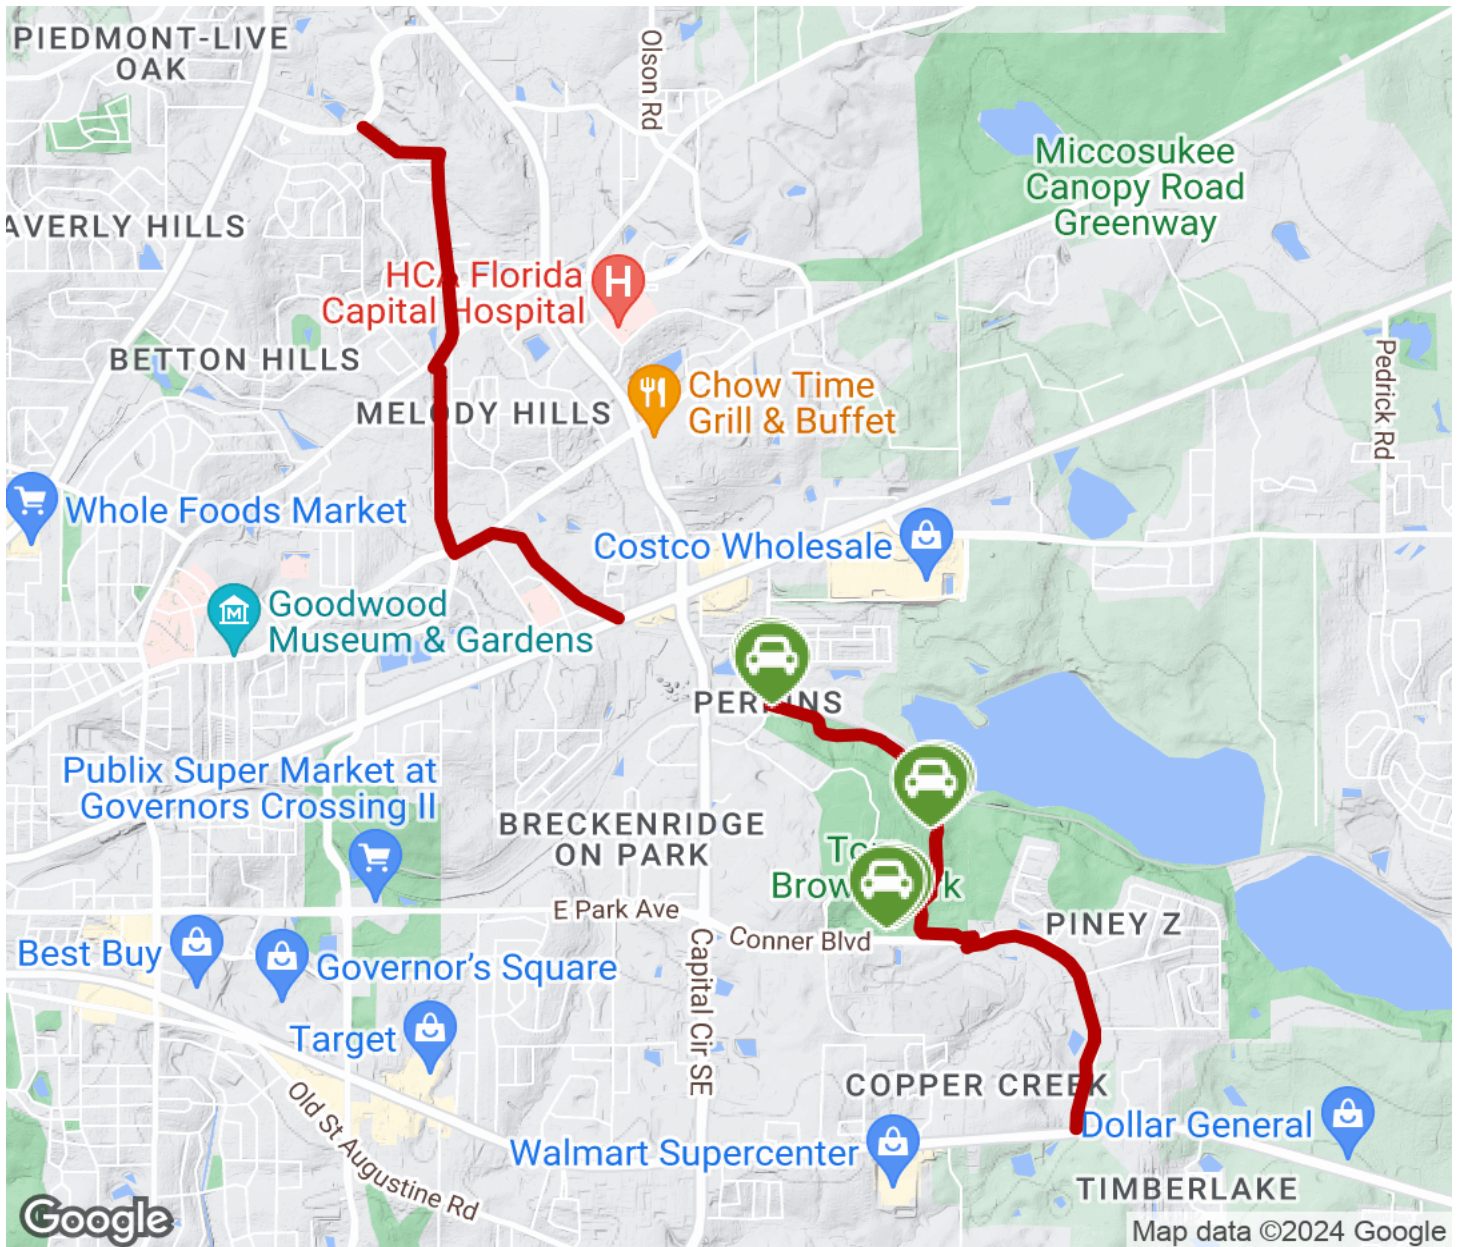 PIEDMONT-LIVE
OAK
Olson Rd
Miccosukee
Canopy Road
Greenway
AVERLY HILLS
HCA Florida
Capital Hospital
H
BETTON HILLS
Pedrick Rd
Chow Time
Grill & Buffet
MELODY HILLS
Whole Foods Market
Costco Wholesale
M
Goodwood
Museum & Gardens
PERKINS
Publix Super Market at
Governors Crossing II
BRECKENRIDGE
ON PARK
E Park Ave
Conner Blvd
PINEY Z
Best Buy
Governor's Square
Capital Cir SE
Target
Old St Augustine Rd
COPPER CREEK
Dollar General
Walmart Supercenter
TIMBERLAKE
Google
Map data ©2024 Google